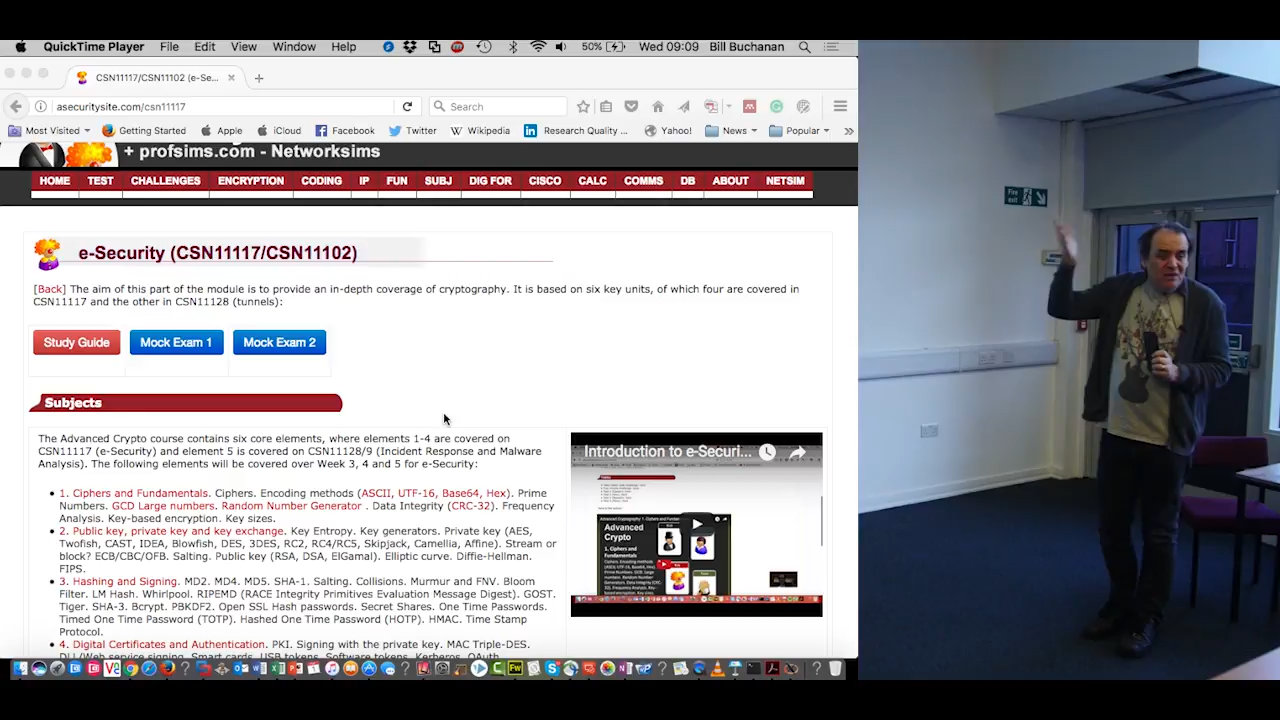 QuickTime Player File Edit View Window Help 50% Wed 09:09 Bill Buchanan
CSN11117/CSN11102 (e-Se...
asecuritysite.com/csn11117 Search
Most Visited Getting Started Apple iCloud Facebook Twitter Wikipedia Research Quality ... Yahoo! News Popular
+ profsims.com - Networksims
HOME TEST CHALLENGES ENCRYPTION CODING IP FUN SUBJ DIG FOR CISCO CALC COMMS DB ABOUT NETSIM
e-Security (CSN11117/CSN11102)
[Back] The aim of this part of the module is to provide an in-depth coverage of cryptography. It is based on six key units, of which four are covered in
CSN11117 and the other in CSN11128 (tunnels):
Study Guide Mock Exam 1 Mock Exam 2
Subjects
The Advanced Crypto course contains six core elements, where elements 1-4 are covered on
CSN11117 (e-Security) and element 5 is covered on CSN11128/9 (Incident Response and Malware
Analysis). The following elements will be covered over Week 3, 4 and 5 for e-Security:
1. Ciphers and Fundamentals. Ciphers. Encoding methods (ASCII, UTF-16, Base64, Hex). Prime
Numbers. GCD Large numbers. Random Number Generator . Data Integrity (CRC-32). Frequency
Analysis. Key-based encryption. Key sizes.
2. Public key, private key and key exchange. Key Entropy. Key generators. Private key (AES,
Twofish, CAST, IDEA, Blowfish, DES, 3DES, RC2, RC4/RC5, Skipjack, Camellia, Affine). Stream or
block? ECB/CBC/OFB. Salting. Public key (RSA, DSA, ElGamal). Elliptic curve. Diffie-Hellman.
FIPS.
3. Hashing and Signing. MD2. MD4. MD5. SHA-1. Salting. Collisions. Murmur and FNV. Bloom
Filter. LM Hash. Whirlpool. RIPEMD (RACE Integrity Primitives Evaluation Message Digest). GOST.
Tiger. SHA-3. Bcrypt. PBKDF2. Open SSL Hash passwords. Secret Shares. One Time Passwords.
Timed One Time Password (TOTP). Hashed One Time Password (HOTP). HMAC. Time Stamp
Protocol.
4. Digital Certificates and Authentication. PKI. Signing with the private key. MAC Triple-DES.
Introduction to e-Securi...
Advanced
Crypto
1. Ciphers and
Fundamentals
Fire
exit